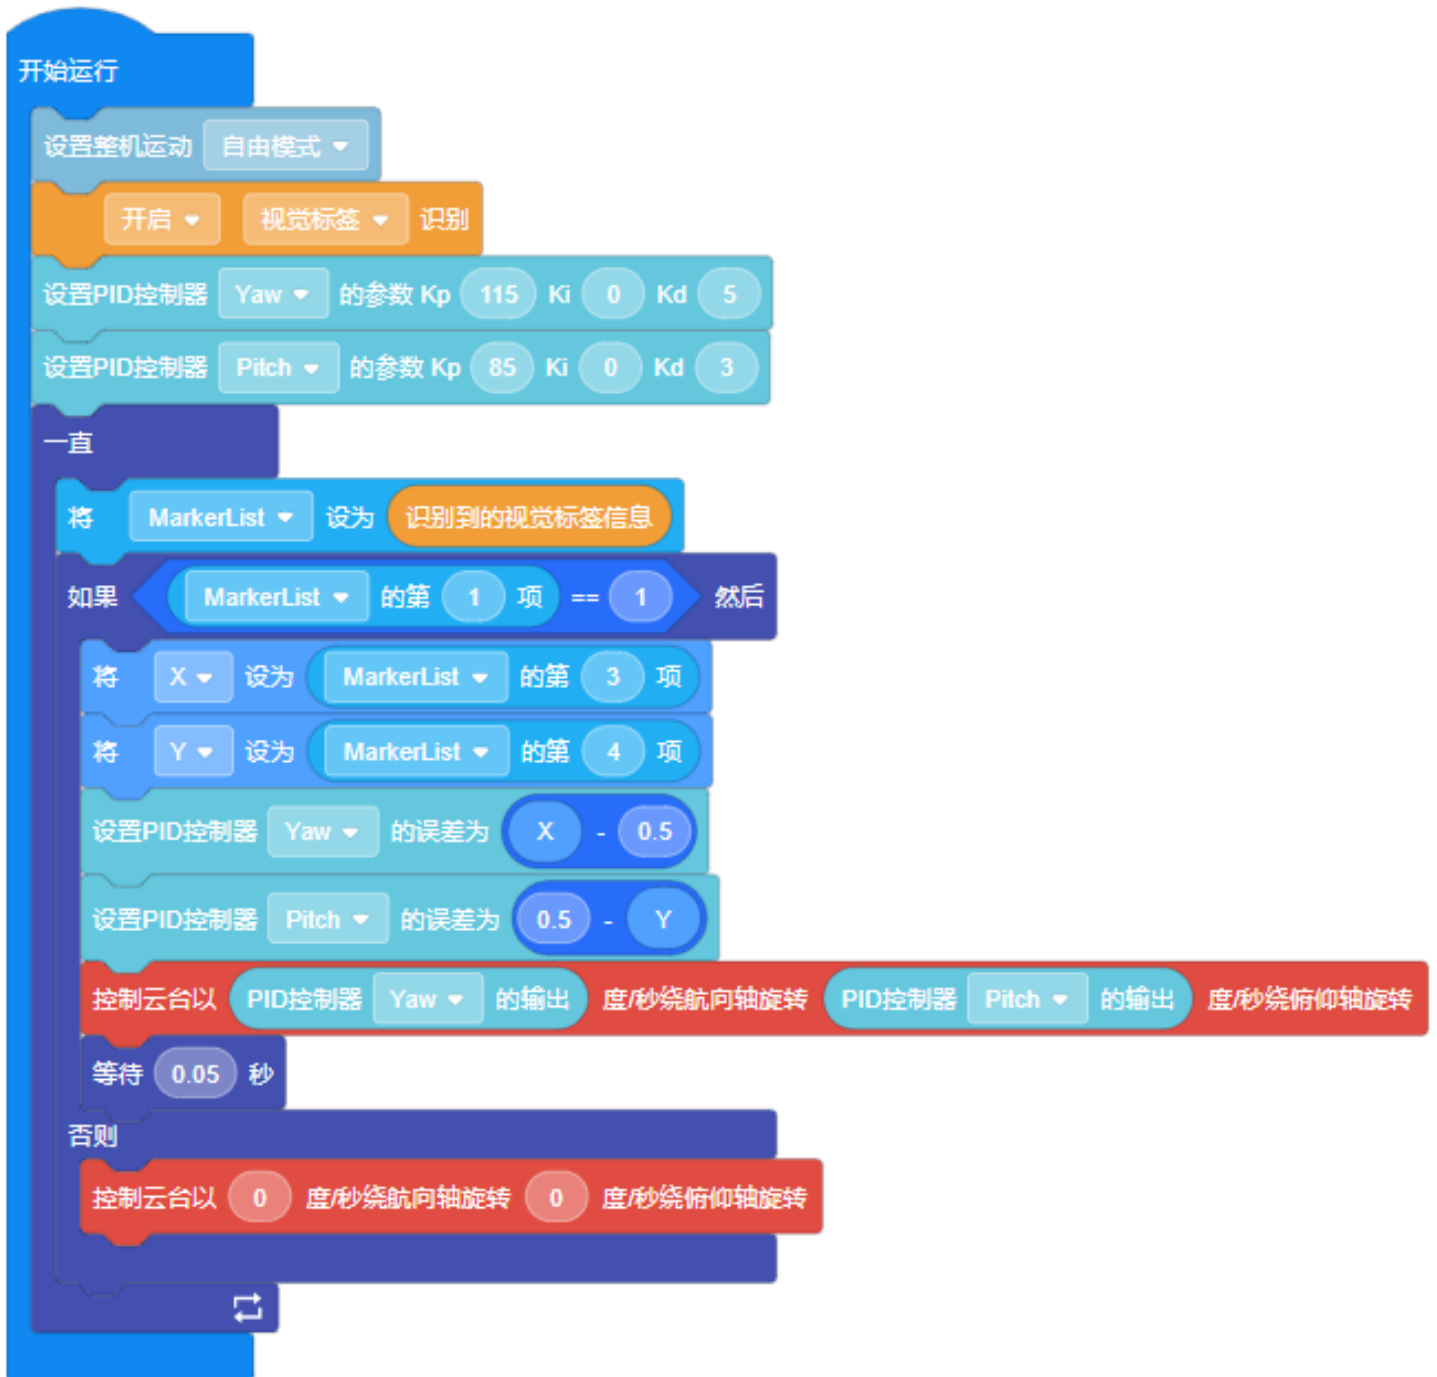 开始运行
设置整机运动 自由模式
开启 视觉标签 识别
设置PID控制器 Yaw 的参数 Kp 115 Ki 0 Kd 5
设置PID控制器 Pitch 的参数 Kp 85 Ki 0 Kd 3
一直
将 MarkerList 设为 识别到的视觉标签信息
如果 MarkerList 的第 1 项 == 1 然后
将 X 设为 MarkerList 的第 3 项
将 Y 设为 MarkerList 的第 4 项
设置PID控制器 Yaw 的误差为 X - 0.5
设置PID控制器 Pitch 的误差为 0.5 - Y
控制云台以 PID控制器 Yaw 的输出 度/秒绕航向轴旋转 PID控制器 Pitch 的输出 度/秒绕俯仰轴旋转
等待 0.05 秒
否则
控制云台以 0 度/秒绕航向轴旋转 0 度/秒绕俯仰轴旋转